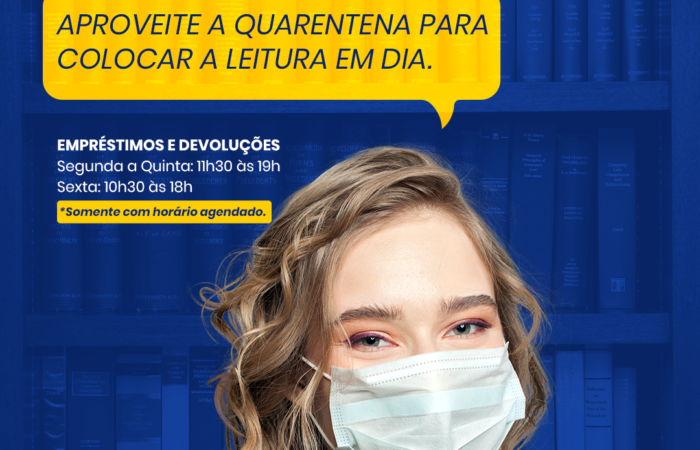 APROVEITE A QUARENTENA PARA
COLOCAR A LEITURA EM DIA.
EMPRÉSTIMOS E DEVOLUÇÕES
Segunda a Quinta: 11h30 às 19h
Sexta: 10h30 às 18h
*Somente com horário agendado.